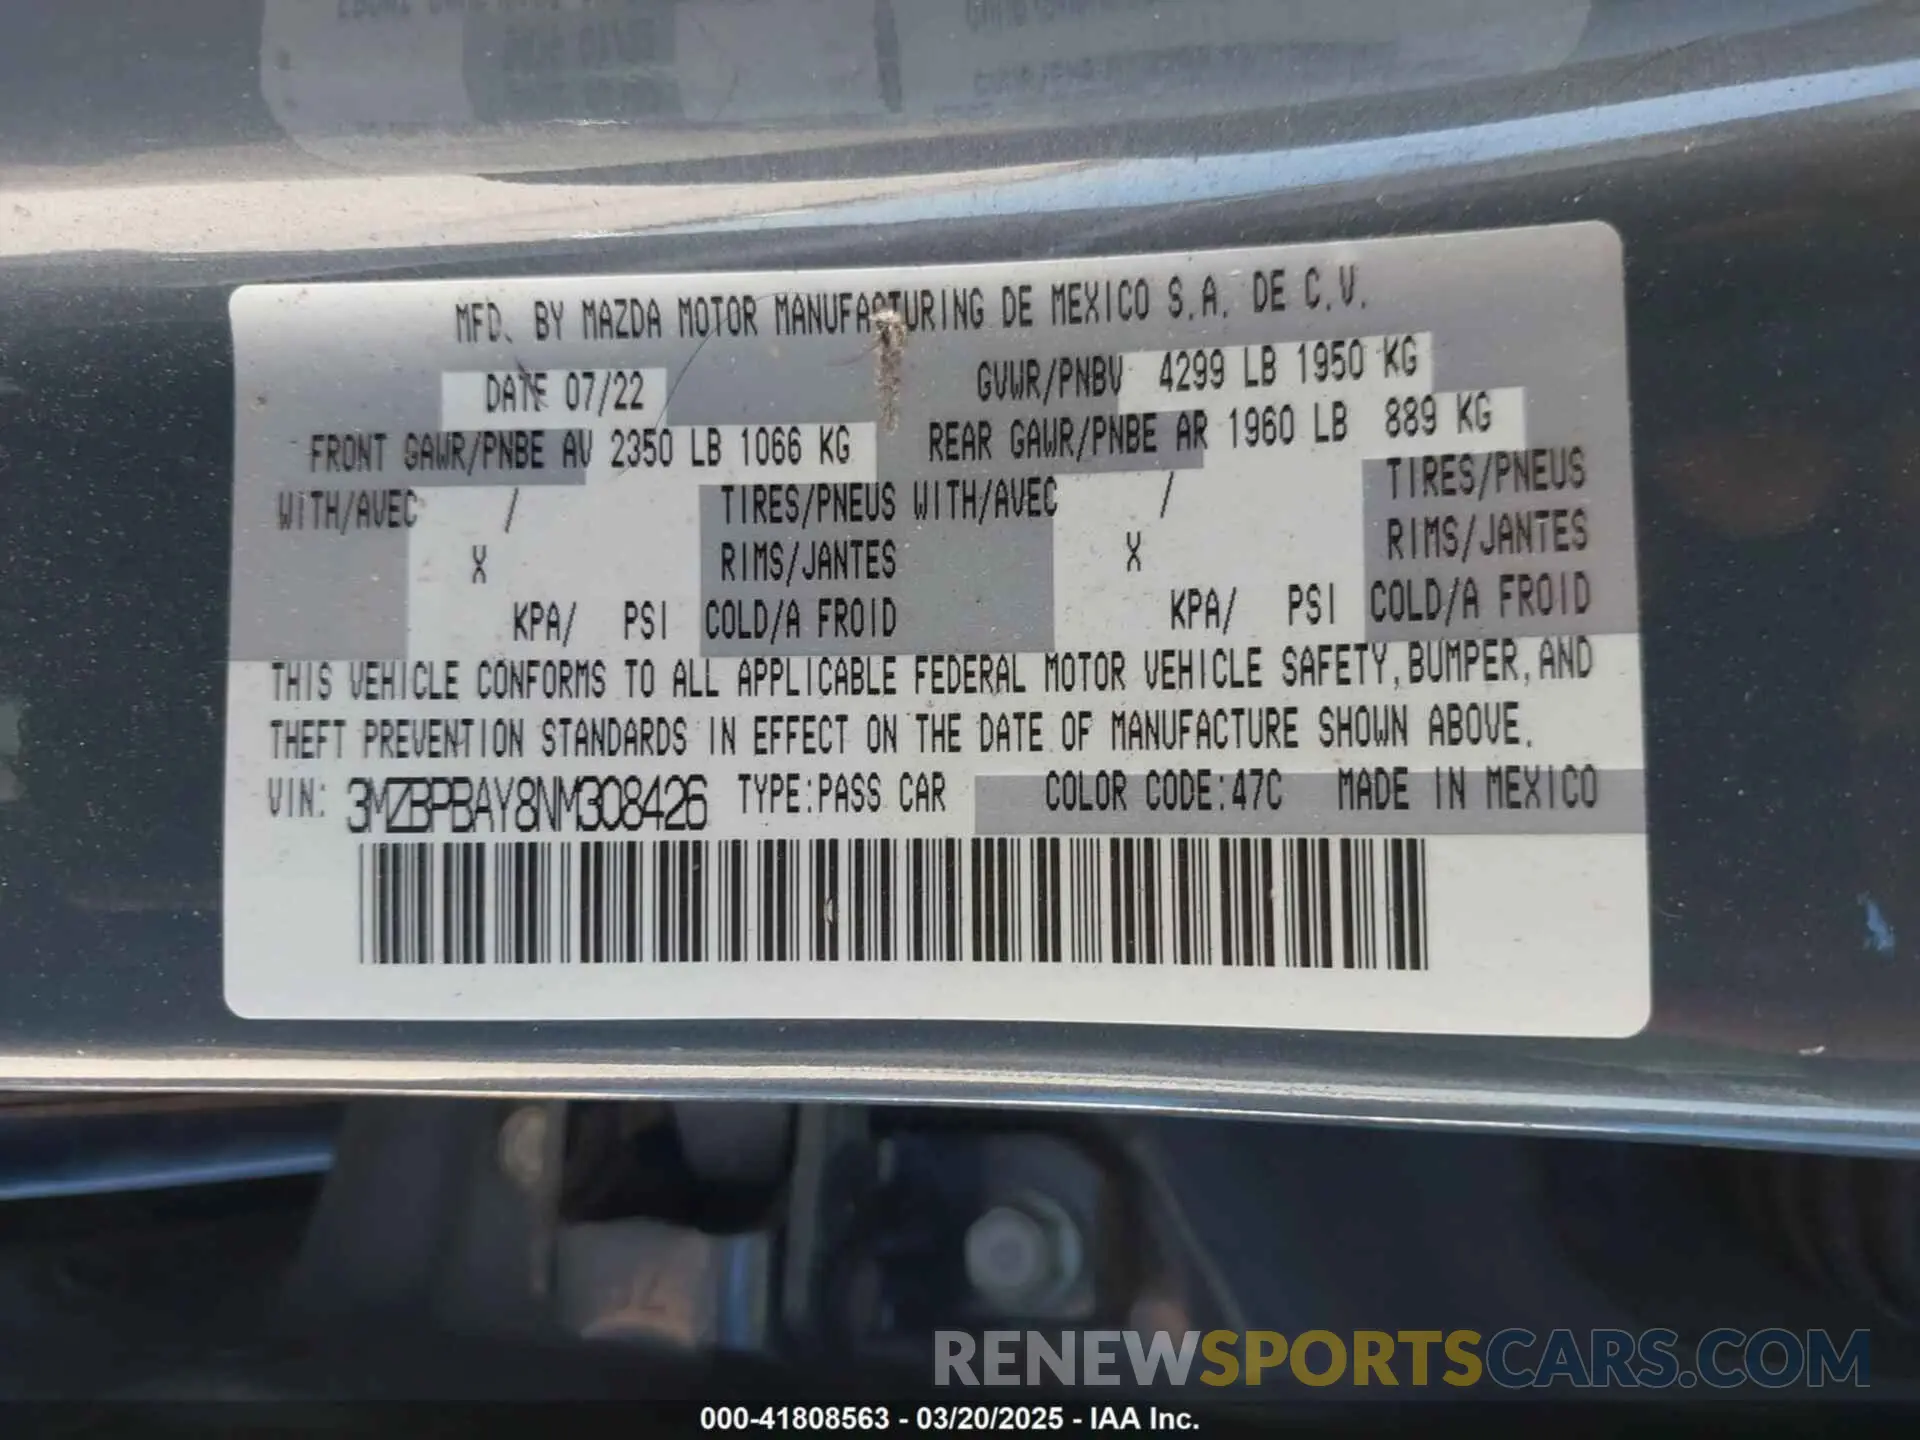 MFD. BY MAZDA MOTOR MANUFACTURING DE MEXICO S.A. DE C.V.
DATE 07/22 GVWR/PNBV 4299 LB 1950 KG
FRONT GAWR/PNBE AV 2350 LB 1066 KG REAR GAWR/PNBE AR 1960 LB 889 KG
WITH/AVEC / TIRES/PNEUS WITH/AVEC / TIRES/PNEUS
X RIMS/JANTES X RIMS/JANTES
KPA/ PSI COLD/A FROID KPA/ PSI COLD/A FROID
THIS VEHICLE CONFORMS TO ALL APPLICABLE FEDERAL MOTOR VEHICLE SAFETY, BUMPER, AND
THEFT PREVENTION STANDARDS IN EFFECT ON THE DATE OF MANUFACTURE SHOWN ABOVE.
VIN: 3MZBPBAY8NM308426 TYPE:PASS CAR COLOR CODE:47C MADE IN MEXICO
RENEWSPORTSCARS.COM
000-41808563 - 03/20/2025 - IAA Inc.